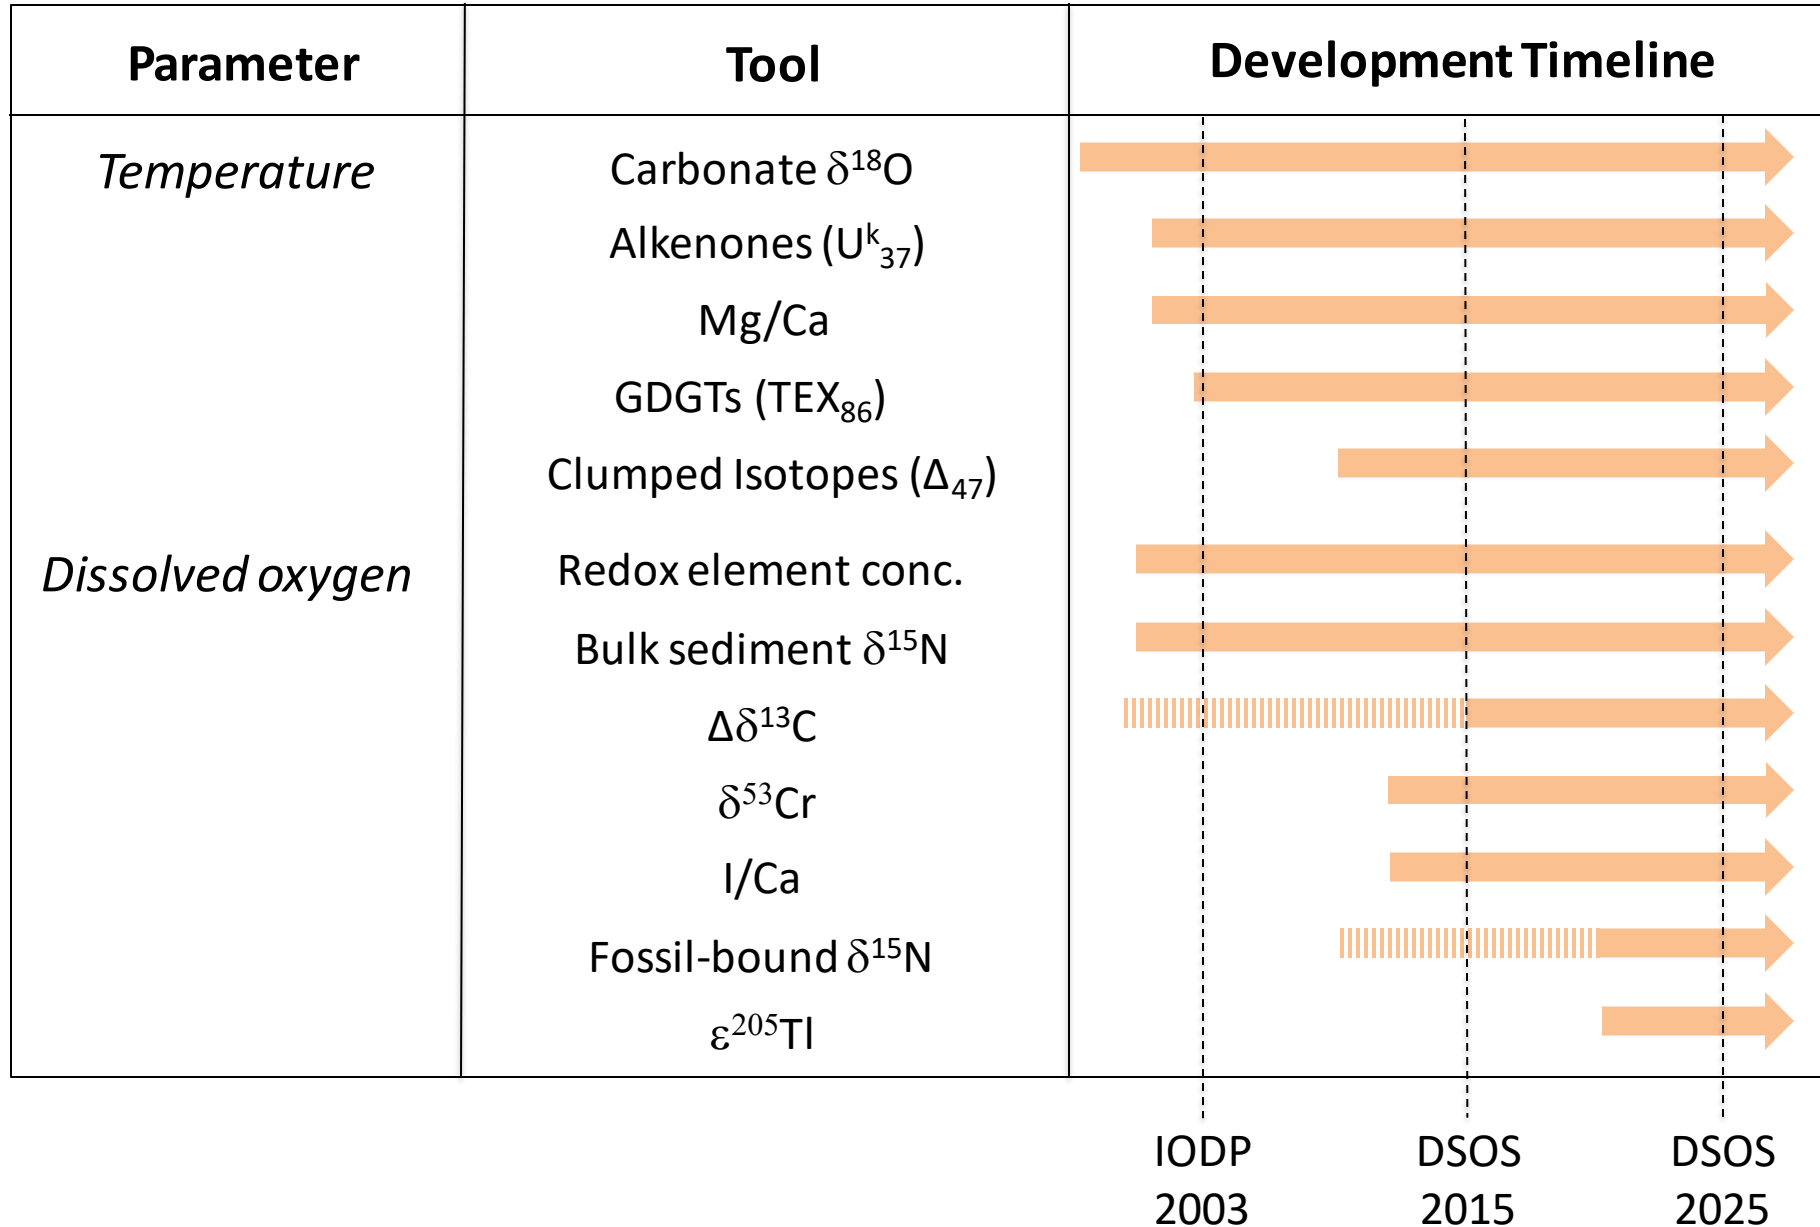 Parameter Tool Development Timeline
Temperature Carbonate δ¹⁸O
Alkenones (Uᵏ₃₇)
Mg/Ca
GDGTs (TEX₈₆)
Clumped Isotopes (Δ₄₇)
Dissolved oxygen Redox element conc.
Bulk sediment δ¹⁵N
Δδ¹³C
δ⁵³Cr
I/Ca
Fossil-bound δ¹⁵N
ε²⁰⁵Tl
IODP DSOS DSOS
2003 2015 2025